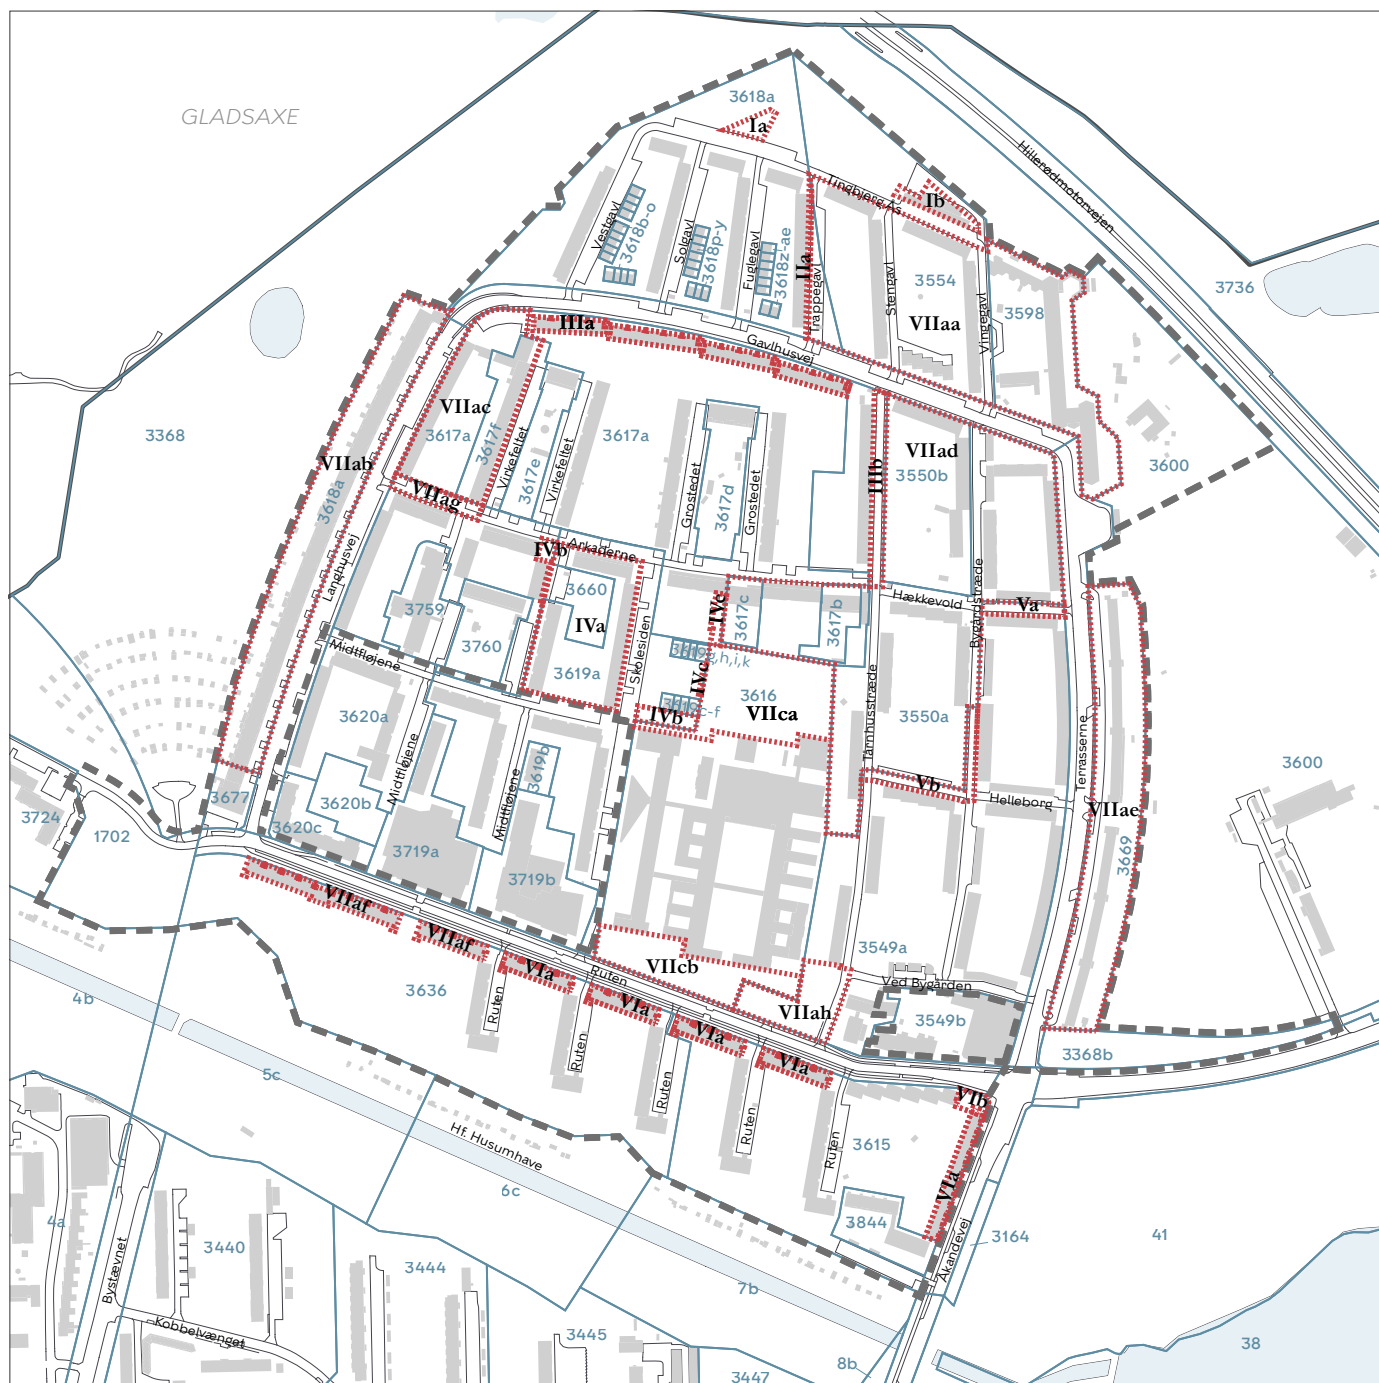 GLADSAXE
3618a
Ia
Hillerødmotorvejen
Tingbjerg Ås
Ib
Vestgavl
3618b-o
Solgavl
3618p-y
Fuglegavl
3618z-ae
IIa
Trappegavl
Stengavl
3554
VIIaa
Vingegavl
3598
3736
IIIa
Gavlhusvej
VIIac
3617a
3617f
Virkefeltet
3617e
Virkefeltet
3617a
Grostedet
3617d
Grostedet
IIIb
VIIad
3550b
3600
3368
VIIab
3618a
VIIag
Langhusvej
IVb
Arkaderne
3660
IVa
3619a
3759
3760
Skolesiden
IVc
3617c
3617b
Hækkevold
Bygårdstræde
Va
Midtfløjene
3619g,h,i,k
IVc
3619c-f
IVb
3616
VIIca
Tårnhusstræde
3550a
Terrasserne
3620a
Midtfløjene
3619b
Midtfløjene
Vb
Helleborg
VIIae
3669
3600
3677
3620b
3620c
3719a
3719b
3724
1702
VIIaf
VIIaf
VIa
Ruten
VIIcb
VIa
VIIah
3549a
Ved Bygården
3549b
3368b
4b
3636
Ruten
Ruten
VIa
VIa
Ruten
Ruten
Ruten
VIb
VIa
3615
3844
5c
Hf. Husumhave
6c
7b
8b
Åkandevej
3164
41
38
4a
Bystævnet
3440
Kobbelvænget
3444
3445
3447